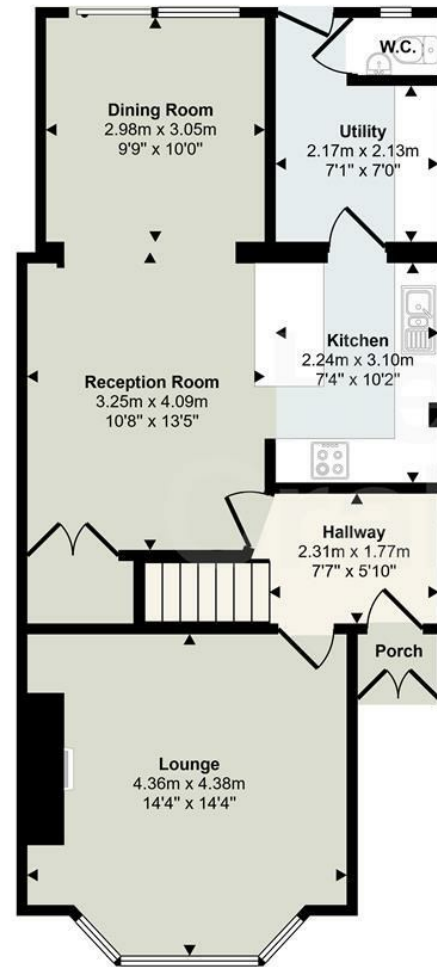 W.C.
Dining Room
2.98m x 3.05m
9'9" x 10'0"
Utility
2.17m x 2.13m
7'1" x 7'0"
Kitchen
2.24m x 3.10m
7'4" x 10'2"
Reception Room
3.25m x 4.09m
10'8" x 13'5"
Hallway
2.31m x 1.77m
7'7" x 5'10"
Porch
Lounge
4.36m x 4.38m
14'4" x 14'4"